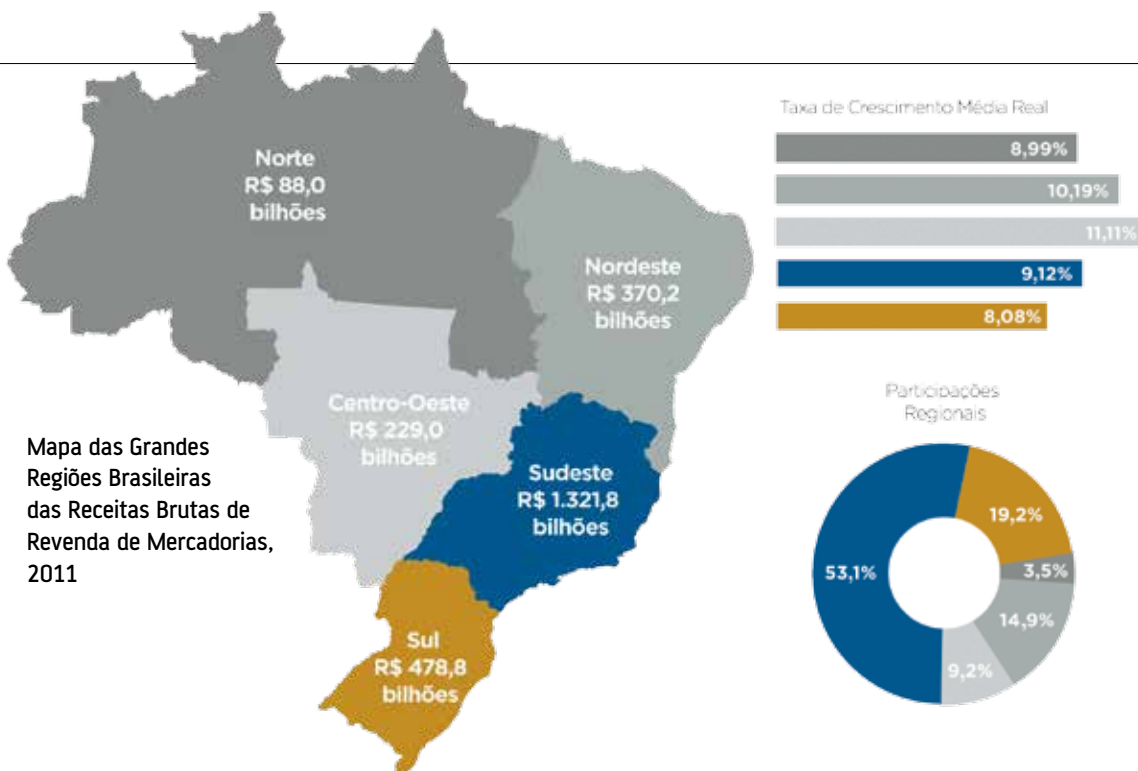 Norte
R$ 88,0
bilhões
Nordeste
R$ 370,2
bilhões
Centro-Oeste
R$ 229,0
bilhões
Sudeste
R$ 1.321,8
bilhões
Sul
R$ 478,8
bilhões
Mapa das Grandes
Regiões Brasileiras
das Receitas Brutas de
Revenda de Mercadorias,
2011
Taxa de Crescimento Média Real
8,99%
10,19%
11,11%
9,12%
8,08%
Participações
Regionais
53,1%
19,2%
3,5%
14,9%
9,2%